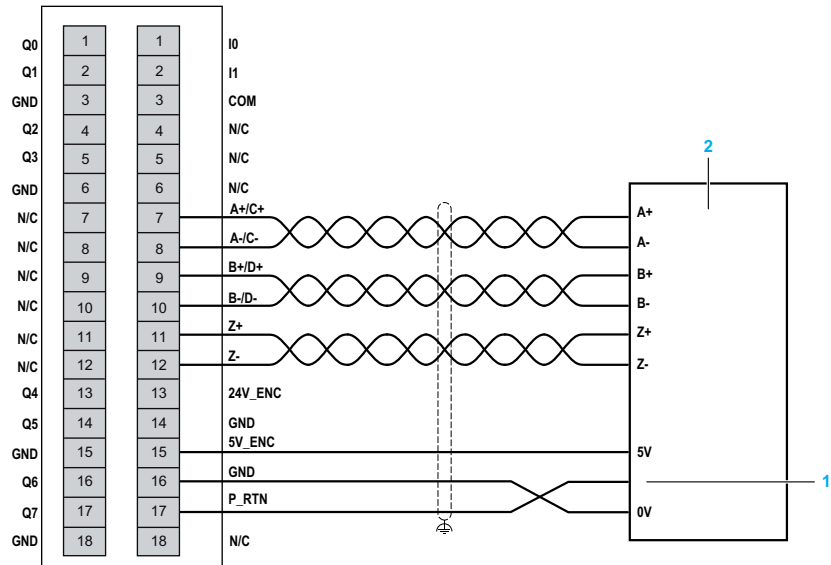 Q0 1 1 I0
Q1 2 2 I1
GND 3 3 COM
Q2 4 4 N/C
Q3 5 5 N/C
2
GND 6 6 N/C
N/C 7 7 A+/C+ A+
N/C 8 8 A-/C- A-
N/C 9 9 B+/D+ B+
N/C 10 10 B-/D- B-
N/C 11 11 Z+ Z+
N/C 12 12 Z- Z-
Q4 13 13 24V_ENC
Q5 14 14 GND
GND 15 15 5V_ENC 5V
Q6 16 16 GND 1
Q7 17 17 P_RTN 0V
GND 18 18 N/C